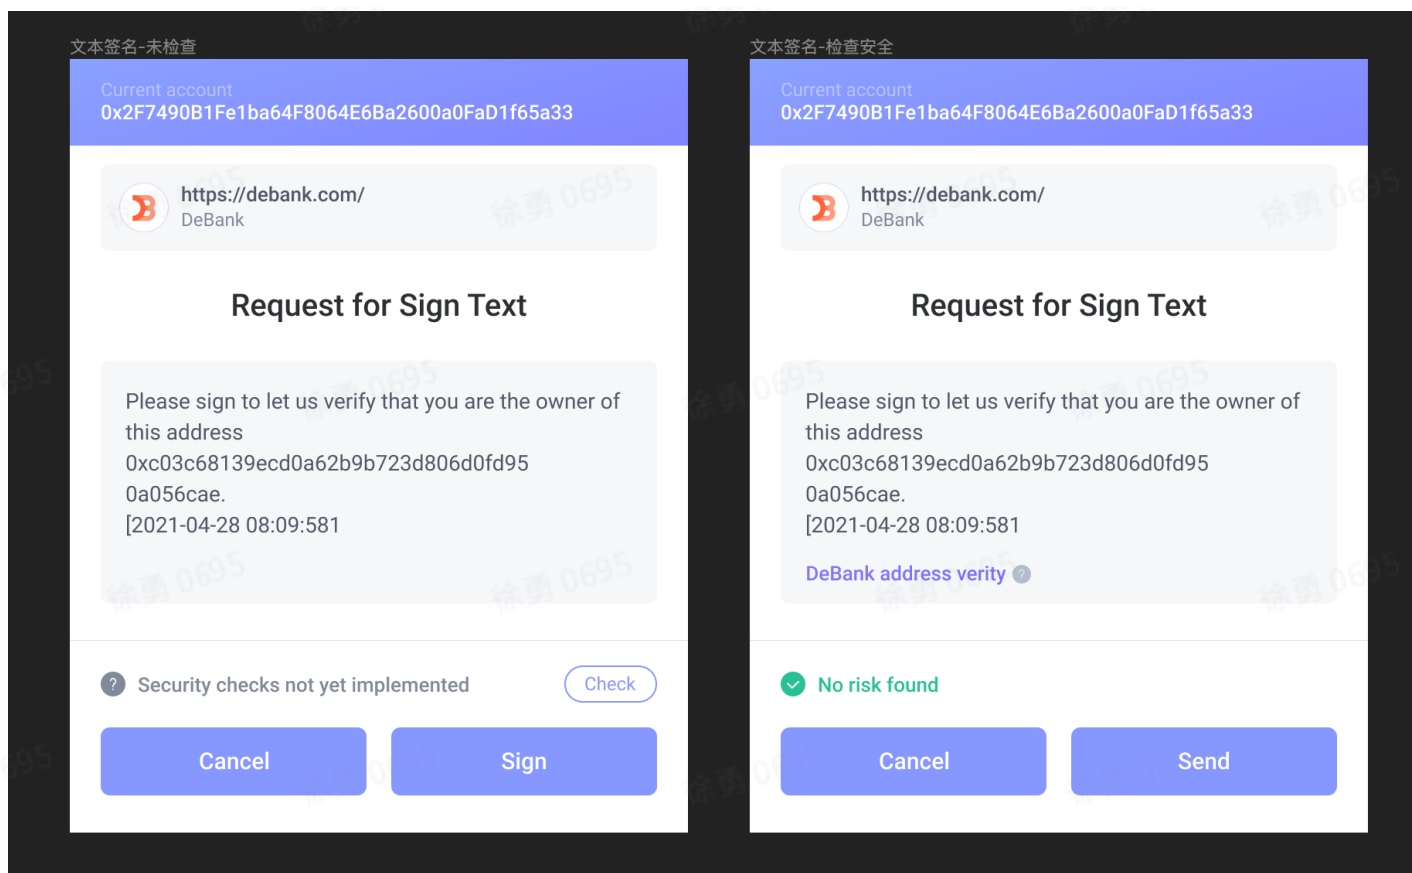 文本签名-未检查
Current account
0x2F7490B1Fe1ba64F8064E6Ba2600a0FaD1f65a33
https://debank.com/
DeBank
Request for Sign Text
Please sign to let us verify that you are the owner of
this address
0xc03c68139ecd0a62b9b723d806d0fd95
0a056cae.
[2021-04-28 08:09:581
Security checks not yet implemented
Check
Cancel
Sign
文本签名-检查安全
Current account
0x2F7490B1Fe1ba64F8064E6Ba2600a0FaD1f65a33
https://debank.com/
DeBank
Request for Sign Text
Please sign to let us verify that you are the owner of
this address
0xc03c68139ecd0a62b9b723d806d0fd95
0a056cae.
[2021-04-28 08:09:581
DeBank address verity ?
No risk found
Cancel
Send
徐勇 0695